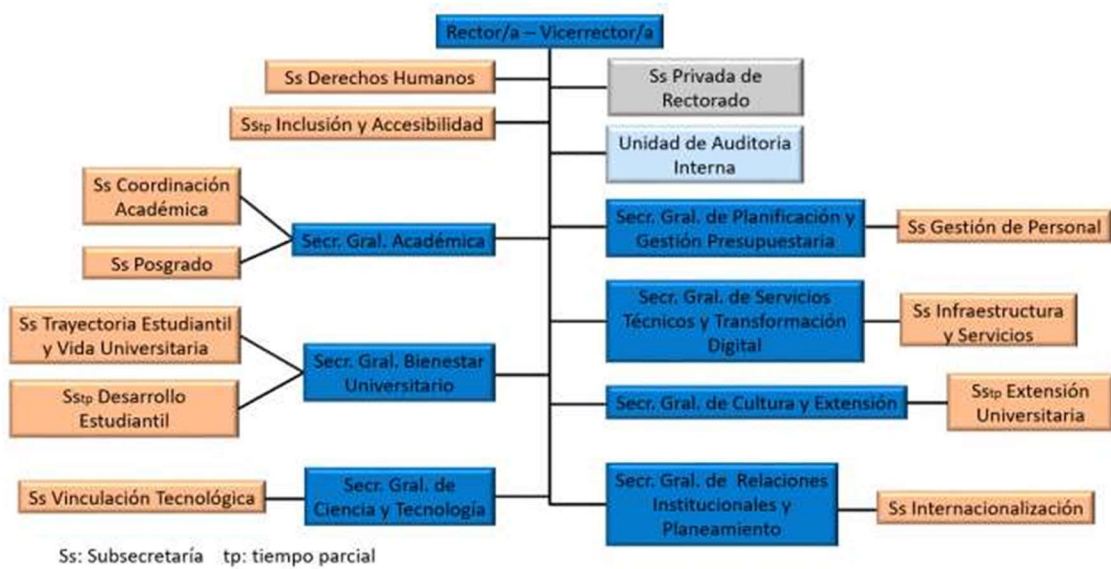 Rector/a – Vicerrector/a
Ss Derechos Humanos
Ss Privada de
Rectorado
Sstp Inclusión y Accesibilidad
Unidad de Auditoria
Interna
Ss Coordinación
Académica
Secr. Gral. Académica
Ss Posgrado
Secr. Gral. de Planificación y
Gestión Presupuestaria
Ss Gestión de Personal
Ss Trayectoria Estudiantil
y Vida Universitaria
Secr. Gral. Bienestar
Universitario
Sstp Desarrollo
Estudiantil
Secr. Gral. de Servicios
Técnicos y Transformación
Digital
Ss Infraestructura
y Servicios
Secr. Gral. de Cultura y Extensión
Sstp Extensión
Universitaria
Ss Vinculación Tecnológica
Secr. Gral. de
Ciencia y Tecnología
Secr. Gral. de Relaciones
Institucionales y
Planeamiento
Ss Internacionalización
Ss: Subsecretaría tp: tiempo parcial